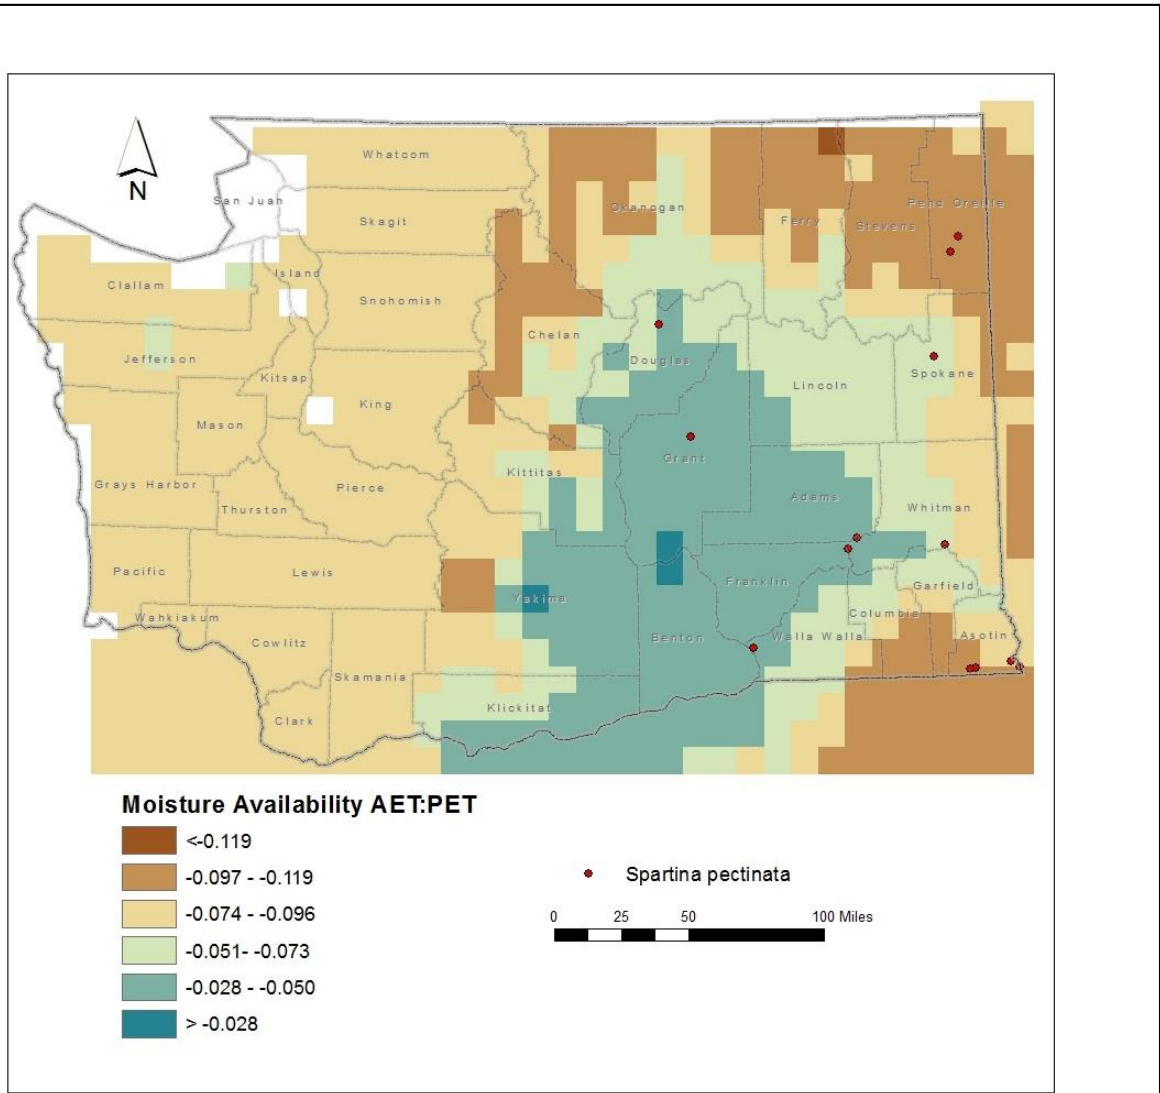 Whatcom
San Juan
Skagit
Okanogan
Ferry
Stevens
Pend Oreille
Island
Clallam
Snohomish
Chelan
Jefferson
Kitsap
Douglas
Lincoln
Spokane
King
Mason
Grant
Kittitas
Grays Harbor
Pierce
Adams
Thurston
Whitman
Pacific
Lewis
Franklin
Garfield
Yakima
Wahkiakum
Columbia
Cowlitz
Benton
Walla Walla
Asotin
Skamania
Klickitat
Clark
N
Moisture Availability AET:PET
<-0.119
-0.097 - -0.119
-0.074 - -0.096
-0.051- -0.073
-0.028 - -0.050
> -0.028
Spartina pectinata
0 25 50 100 Miles